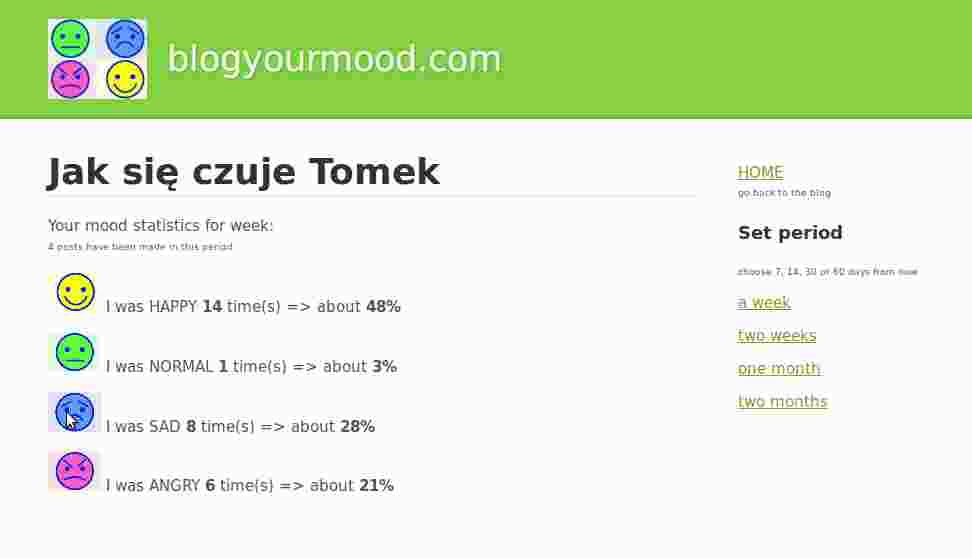 blogyourmood.com
Jak się czuje Tomek
Your mood statistics for week:
4 posts have been made in this period
I was HAPPY 14 time(s) => about 48%
I was NORMAL 1 time(s) => about 3%
I was SAD 8 time(s) => about 28%
I was ANGRY 6 time(s) => about 21%
HOME
go back to the blog
Set period
choose 7, 14, 30 or 60 days from now
a week
two weeks
one month
two months